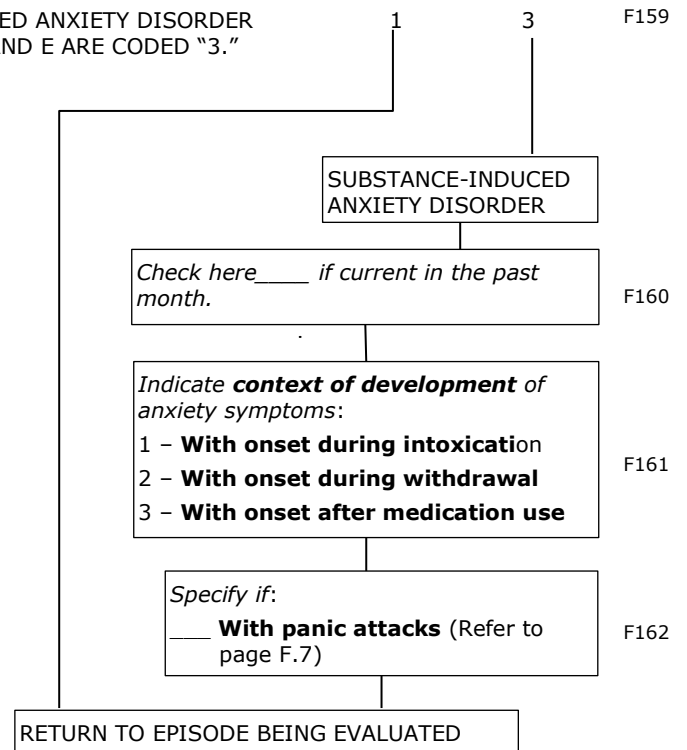 ED ANXIETY DISORDER 1 3 F159
AND E ARE CODED “3.”
SUBSTANCE-INDUCED
ANXIETY DISORDER
Check here____ if current in the past
month.
F160
Indicate context of development of
anxiety symptoms:
1 – With onset during intoxication
2 – With onset during withdrawal
F161
3 – With onset after medication use
Specify if:
___ With panic attacks (Refer to
F162
page F.7)
RETURN TO EPISODE BEING EVALUATED